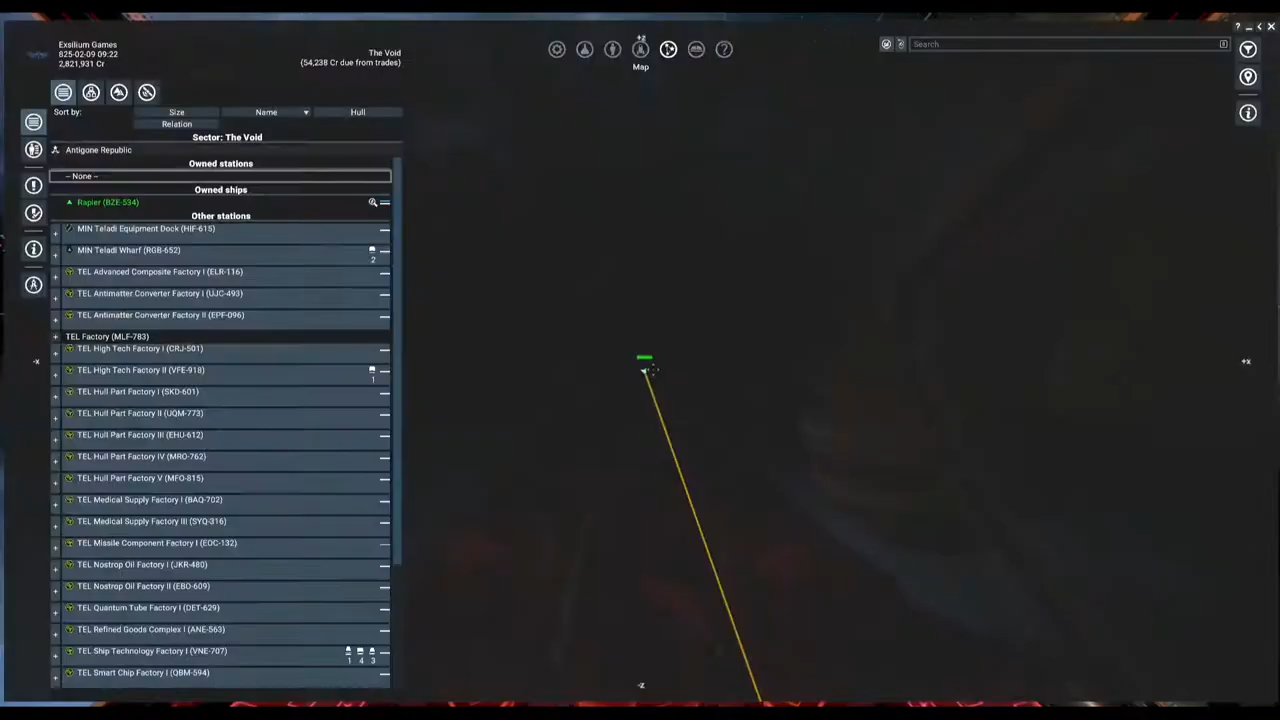 Exsilium Games
825-02-09 09:22
2,821,931 Cr
The Void
(54,238 Cr due from trades)
+Z
Map
Search
Sort by:
Size
Name
Hull
Relation
Sector: The Void
Antigone Republic
Owned stations
-- None --
Owned ships
Rapier (BZE-534)
Other stations
MIN Teladi Equipment Dock (HIF-615)
MIN Teladi Wharf (RGB-652)
2
TEL Advanced Composite Factory I (ELR-116)
TEL Antimatter Converter Factory I (UJC-493)
TEL Antimatter Converter Factory II (EPF-096)
TEL Factory (MLF-783)
TEL High Tech Factory I (CRJ-501)
TEL High Tech Factory II (VFE-918)
1
TEL Hull Part Factory I (SKD-601)
TEL Hull Part Factory II (UQM-773)
TEL Hull Part Factory III (EHU-612)
TEL Hull Part Factory IV (MRO-762)
TEL Hull Part Factory V (MFO-815)
TEL Medical Supply Factory I (BAQ-702)
TEL Medical Supply Factory III (SYQ-316)
TEL Missile Component Factory I (EOC-132)
TEL Nostrop Oil Factory I (JKR-480)
TEL Nostrop Oil Factory II (EBO-609)
TEL Quantum Tube Factory I (DET-629)
TEL Refined Goods Complex I (ANE-563)
TEL Ship Technology Factory I (VNE-707)
1 4 3
TEL Smart Chip Factory I (QBM-594)
-X
+X
-Z